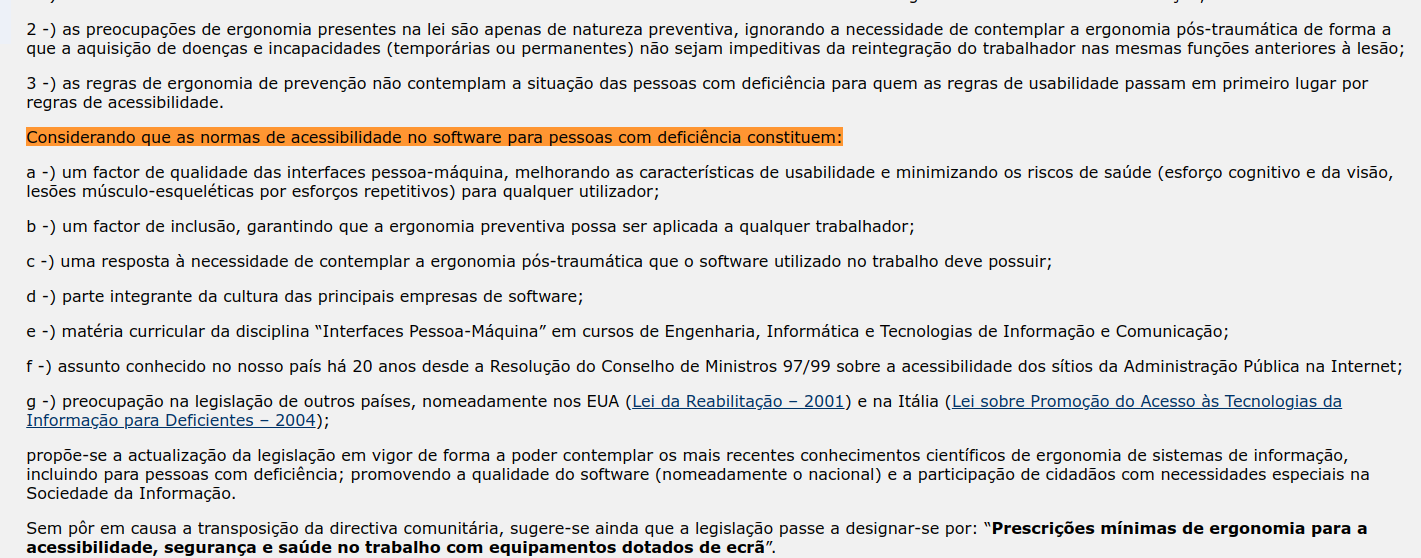 2 -) as preocupações de ergonomia presentes na lei são apenas de natureza preventiva, ignorando a necessidade de contemplar a ergonomia pós-traumática de forma a
que a aquisição de doenças e incapacidades (temporárias ou permanentes) não sejam impeditivas da reintegração do trabalhador nas mesmas funções anteriores à lesão;
3 -) as regras de ergonomia de prevenção não contemplam a situação das pessoas com deficiência para quem as regras de usabilidade passam em primeiro lugar por
regras de acessibilidade.
Considerando que as normas de acessibilidade no software para pessoas com deficiência constituem:
a -) um factor de qualidade das interfaces pessoa-máquina, melhorando as características de usabilidade e minimizando os riscos de saúde (esforço cognitivo e da visão,
lesões músculo-esqueléticas por esforços repetitivos) para qualquer utilizador;
b -) um factor de inclusão, garantindo que a ergonomia preventiva possa ser aplicada a qualquer trabalhador;
c -) uma resposta à necessidade de contemplar a ergonomia pós-traumática que o software utilizado no trabalho deve possuir;
d -) parte integrante da cultura das principais empresas de software;
e -) matéria curricular da disciplina “Interfaces Pessoa-Máquina” em cursos de Engenharia, Informática e Tecnologias de Informação e Comunicação;
f -) assunto conhecido no nosso país há 20 anos desde a Resolução do Conselho de Ministros 97/99 sobre a acessibilidade dos sítios da Administração Pública na Internet;
g -) preocupação na legislação de outros países, nomeadamente nos EUA (Lei da Reabilitação – 2001) e na Itália (Lei sobre Promoção do Acesso às Tecnologias da
Informação para Deficientes – 2004);
propõe-se a actualização da legislação em vigor de forma a poder contemplar os mais recentes conhecimentos científicos de ergonomia de sistemas de informação,
incluindo para pessoas com deficiência; promovendo a qualidade do software (nomeadamente o nacional) e a participação de cidadãos com necessidades especiais na
Sociedade da Informação.
Sem pôr em causa a transposição da directiva comunitária, sugere-se ainda que a legislação passe a designar-se por: “Prescrições mínimas de ergonomia para a
acessibilidade, segurança e saúde no trabalho com equipamentos dotados de ecrã”.